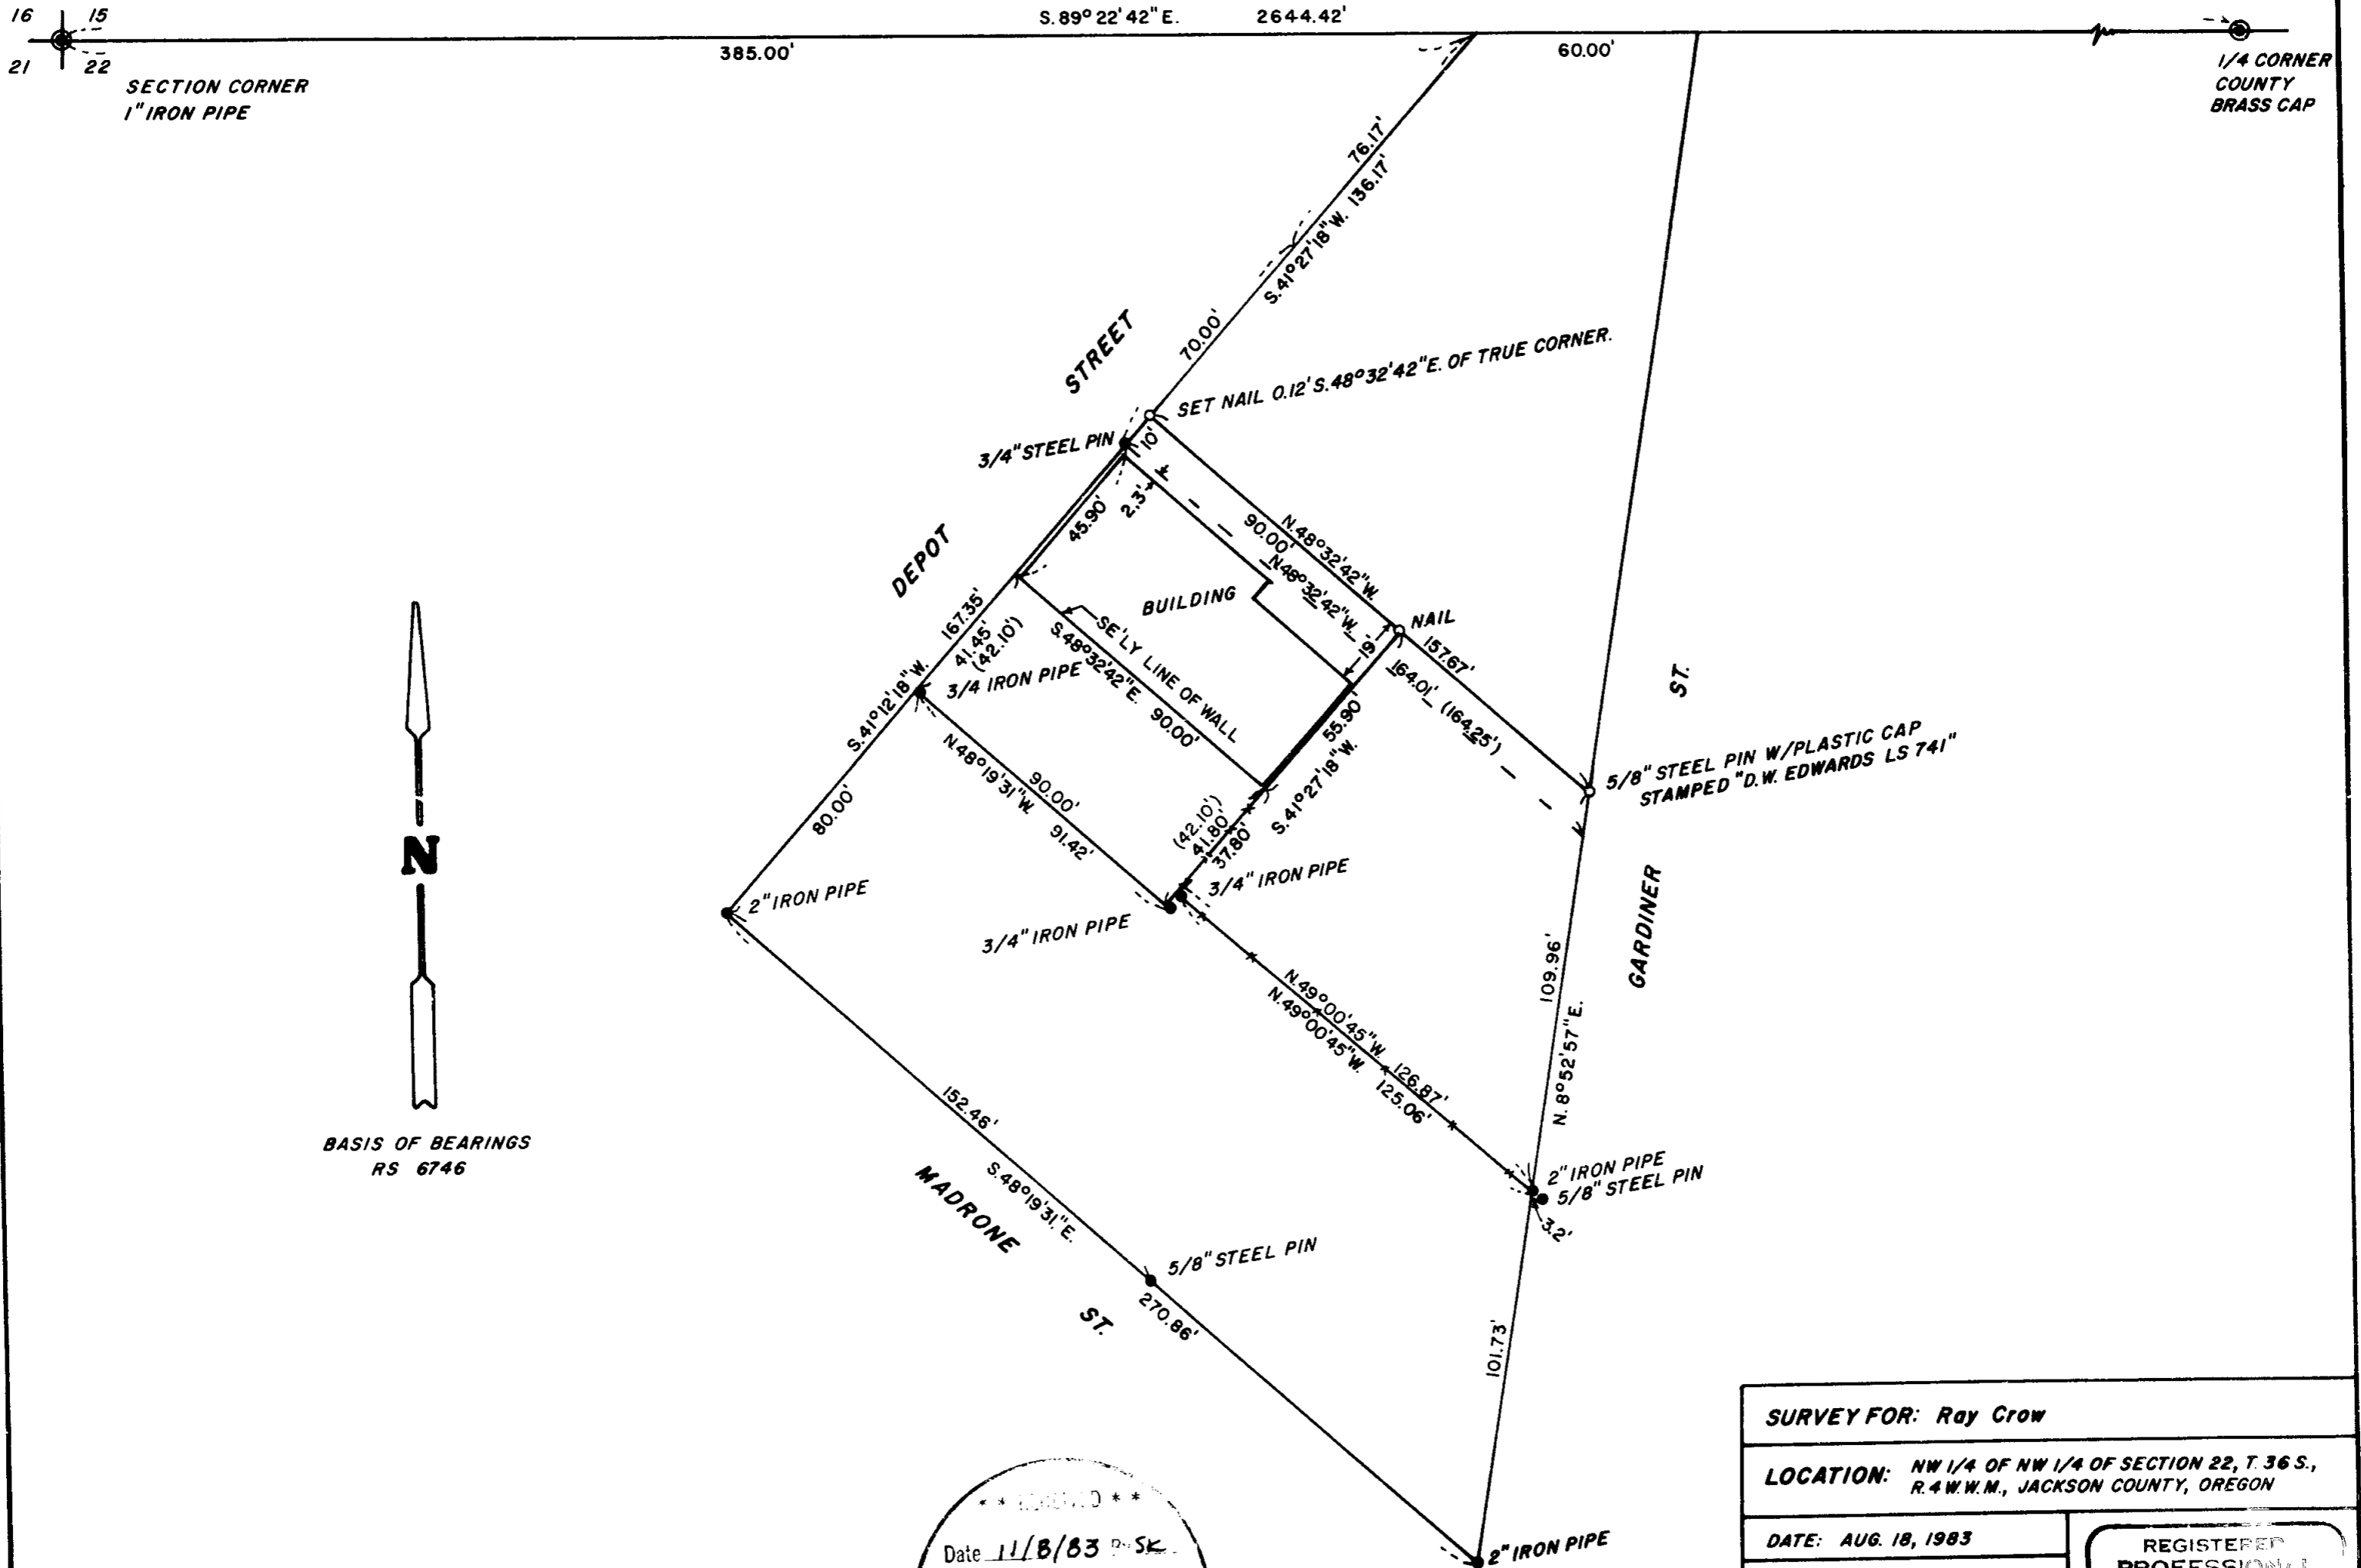 S. 89° 22' 42" E. 2644.42'
16 15
21 22
385.00'
60.00'
SECTION CORNER
1" IRON PIPE
1/4 CORNER
COUNTY
BRASS CAP
76.17'
S. 41° 27' 18" W. 136.17'
70.00'
STREET
SET NAIL 0.12' S. 48° 32' 42" E. OF TRUE CORNER.
3/4" STEEL PIN
10'
2.3'
45.90'
DEPOT
90.00'
N. 48° 32' 42" W.
N. 48° 32' 42" W.
BUILDING
NAIL
157.67'
19'
164.01' (164.25')
SE'LY LINE OF WALL
S. 48° 32' 42" E. 90.00'
167.35'
41.45'
(42.10')
S. 41° 12' 18" W.
3/4 IRON PIPE
55.90'
S. 41° 27' 18" W.
ST.
5/8" STEEL PIN W/PLASTIC CAP
STAMPED "D.W. EDWARDS LS 741"
80.00'
90.00'
N. 48° 19' 31" W. 91.42'
(42.10')
41.80'
37.80'
N
2" IRON PIPE
3/4" IRON PIPE
3/4" IRON PIPE
GARDINER
109.96'
N. 8° 52' 57" E.
N. 49° 00' 45" W. 126.87'
N. 49° 00' 45" W. 125.06'
BASIS OF BEARINGS
RS 6746
152.46'
S. 48° 19' 31." E.
MADRONE
ST.
2" IRON PIPE
5/8" STEEL PIN
3.2'
5/8" STEEL PIN
270.86'
101.73'
2" IRON PIPE
Date 11/8/83 By SK
SURVEY FOR: Ray Crow
LOCATION: NW 1/4 OF NW 1/4 OF SECTION 22, T. 36 S.,
R. 4 W. W. M., JACKSON COUNTY, OREGON
DATE: AUG. 18, 1983
REGISTERED
PROFESSIONAL